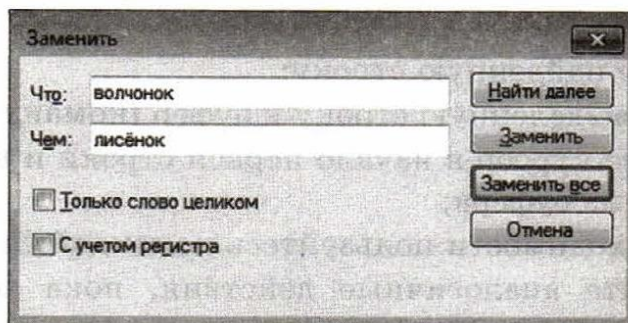 Заменить
Что: волчонок
Найти далее
Чем: лисёнок
Заменить
Только слово целиком
Заменить все
С учетом регистра
Отмена